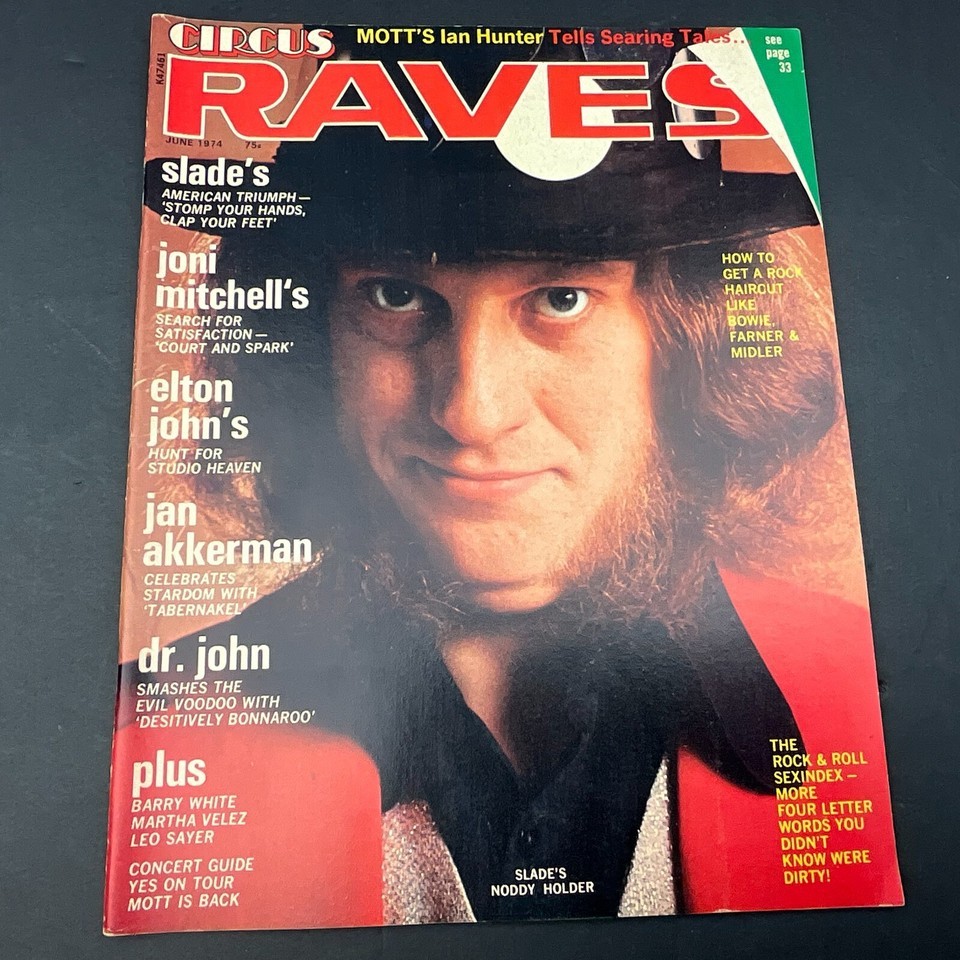 CIRCUS
MOTT'S Ian Hunter Tells Searing Tales..
RAVES
see
page
33
K47461
JUNE 1974 75¢
slade's
AMERICAN TRIUMPH—
'STOMP YOUR HANDS,
CLAP YOUR FEET'
joni
mitchell's
SEARCH FOR
SATISFACTION—
'COURT AND SPARK'
elton
john's
HUNT FOR
STUDIO HEAVEN
jan
akkerman
CELEBRATES
STARDOM WITH
'TABERNAKEL'
dr. john
SMASHES THE
EVIL VOODOO WITH
'DESITIVELY BONNAROO'
plus
BARRY WHITE
MARTHA VELEZ
LEO SAYER
CONCERT GUIDE
YES ON TOUR
MOTT IS BACK
HOW TO
GET A ROCK
HAIRCUT
LIKE
BOWIE,
FARNER &
MIDLER
THE
ROCK & ROLL
SEXINDEX—
MORE
FOUR LETTER
WORDS YOU
DIDN'T
KNOW WERE
DIRTY!
SLADE'S
NODDY HOLDER